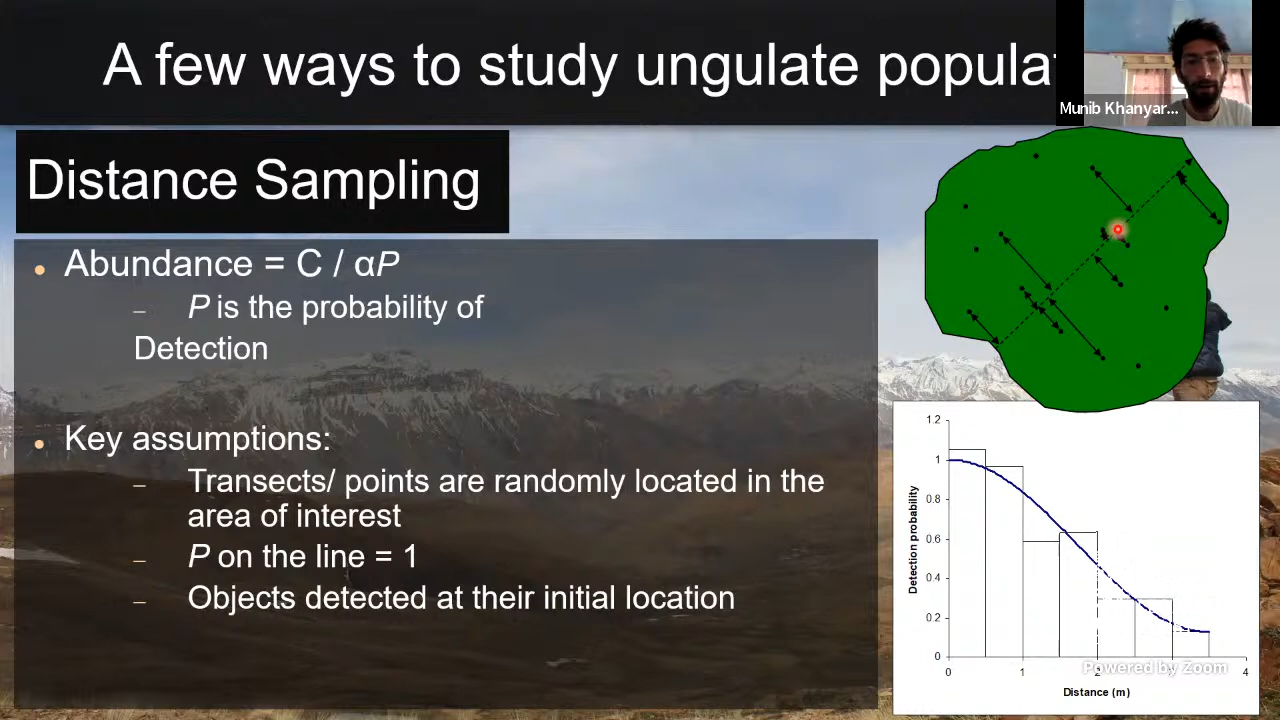 A few ways to study ungulate populat
Munib Khanyar...
Distance Sampling
• Abundance = C / αP
– P is the probability of
Detection
• Key assumptions:
– Transects/ points are randomly located in the
area of interest
– P on the line = 1
– Objects detected at their initial location
1.2
1
0.8
0.6
0.4
0.2
0
Detection probability
0 1 2 3 4
Distance (m)
Powered by Zoom